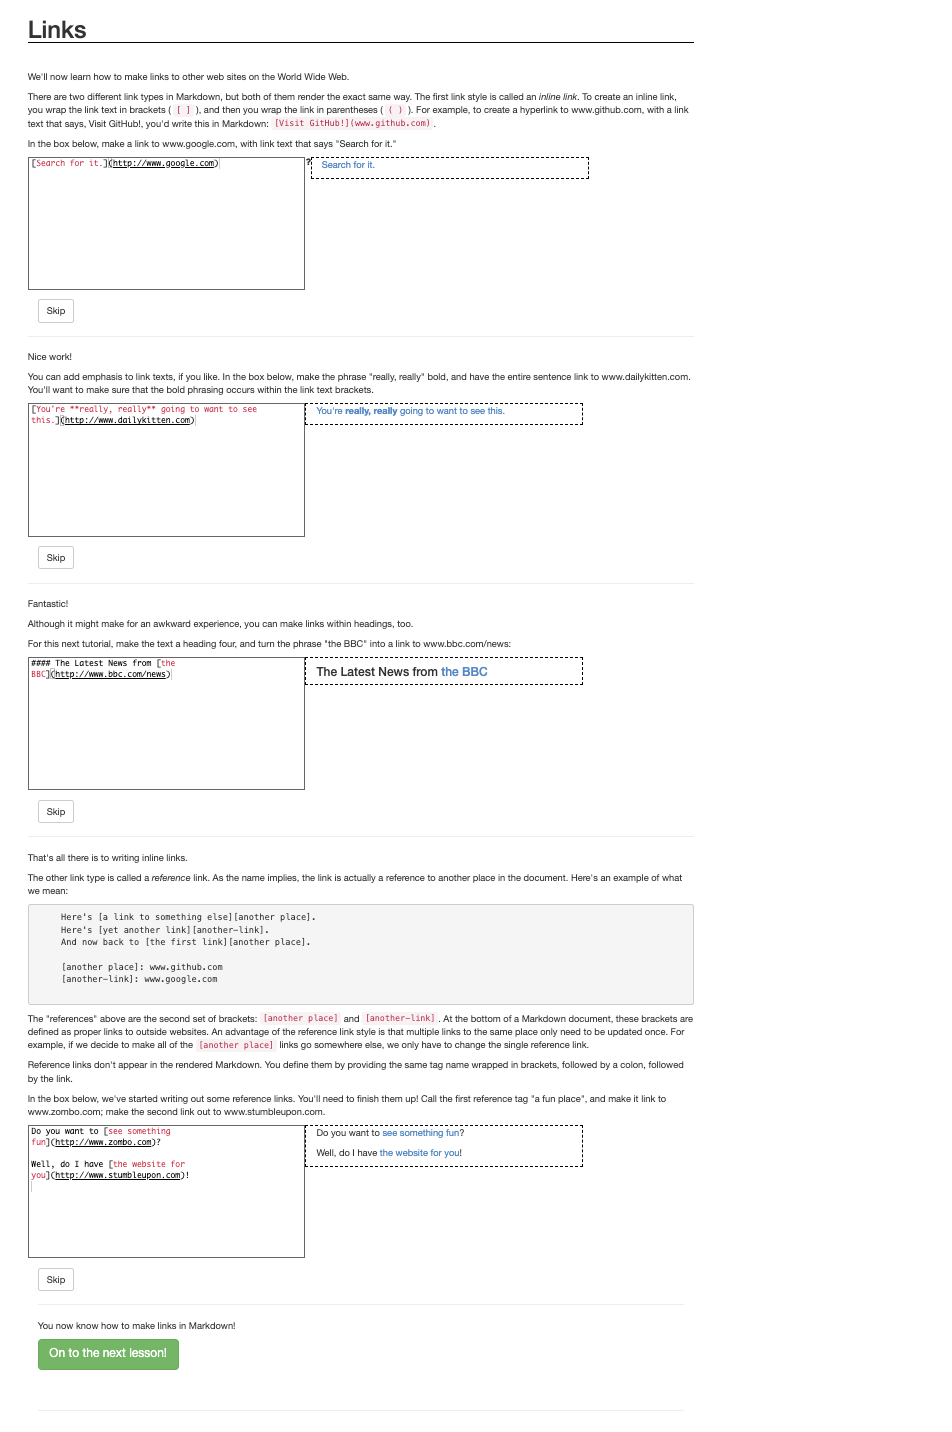 Links
We'll now learn how to make links to other web sites on the World Wide Web.
There are two different link types in Markdown, but both of them render the exact same way. The first link style is called an inline link. To create an inline link,
you wrap the link text in brackets ( [ ] ), and then you wrap the link in parentheses ( ( ) ). For example, to create a hyperlink to www.github.com, with a link
text that says, Visit GitHub!, you'd write this in Markdown: [Visit GitHub!](www.github.com) .
In the box below, make a link to www.google.com, with link text that says "Search for it."
[Search for it.](http://www.google.com)
? Search for it.
Skip
Nice work!
You can add emphasis to link texts, if you like. In the box below, make the phrase "really, really" bold, and have the entire sentence link to www.dailykitten.com.
You'll want to make sure that the bold phrasing occurs within the link text brackets.
[You're **really, really** going to want to see
this.](http://www.dailykitten.com)
You're really, really going to want to see this.
Skip
Fantastic!
Although it might make for an awkward experience, you can make links within headings, too.
For this next tutorial, make the text a heading four, and turn the phrase "the BBC" into a link to www.bbc.com/news:
#### The Latest News from [the
BBC](http://www.bbc.com/news)
The Latest News from the BBC
Skip
That's all there is to writing inline links.
The other link type is called a reference link. As the name implies, the link is actually a reference to another place in the document. Here's an example of what
we mean:
Here's [a link to something else][another place].
Here's [yet another link][another-link].
And now back to [the first link][another place].
[another place]: www.github.com
[another-link]: www.google.com
The "references" above are the second set of brackets: [another place] and [another-link] . At the bottom of a Markdown document, these brackets are
defined as proper links to outside websites. An advantage of the reference link style is that multiple links to the same place only need to be updated once. For
example, if we decide to make all of the [another place] links go somewhere else, we only have to change the single reference link.
Reference links don't appear in the rendered Markdown. You define them by providing the same tag name wrapped in brackets, followed by a colon, followed
by the link.
In the box below, we've started writing out some reference links. You'll need to finish them up! Call the first reference tag "a fun place", and make it link to
www.zombo.com; make the second link out to www.stumbleupon.com.
Do you want to [see something
fun](http://www.zombo.com)?
Well, do I have [the website for
you](http://www.stumbleupon.com)!
Do you want to see something fun?
Well, do I have the website for you!
Skip
You now know how to make links in Markdown!
On to the next lesson!